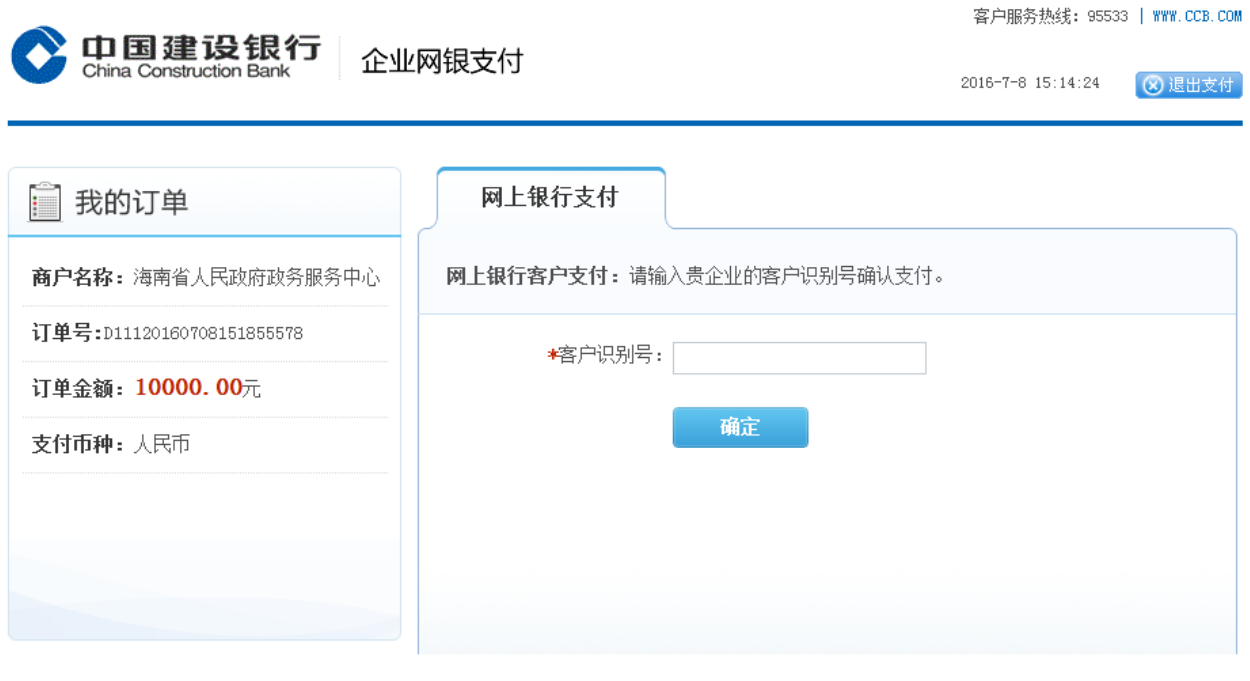 客户服务热线：95533 | WWW.CCB.COM
中国建设银行
China Construction Bank
企业网银支付
2016-7-8 15:14:24
退出支付
我的订单
商户名称：海南省人民政府政务服务中心
订单号:D11120160708151855578
订单金额：10000.00元
支付币种：人民币
网上银行支付
网上银行客户支付：请输入贵企业的客户识别号确认支付。
*客户识别号：
确定